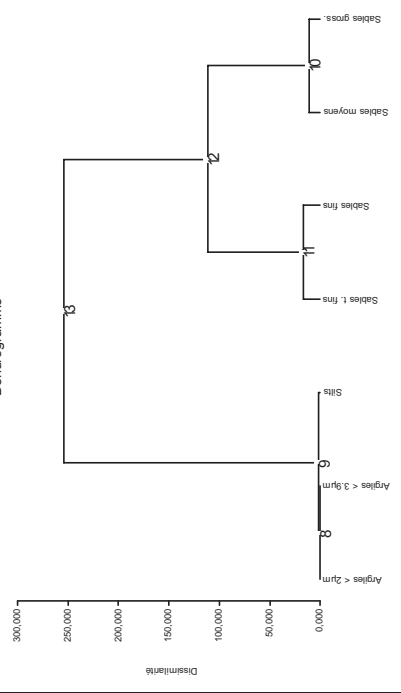 Dendrogramme
Dissimilarité
300,000
250,000
200,000
150,000
100,000
50,000
0,000
13
12
11
10
9
8
Argiles < 2µm
Argiles < 3.9µm
Silts
Sables t. fins
Sables fins
Sables moyens
Sables gross.